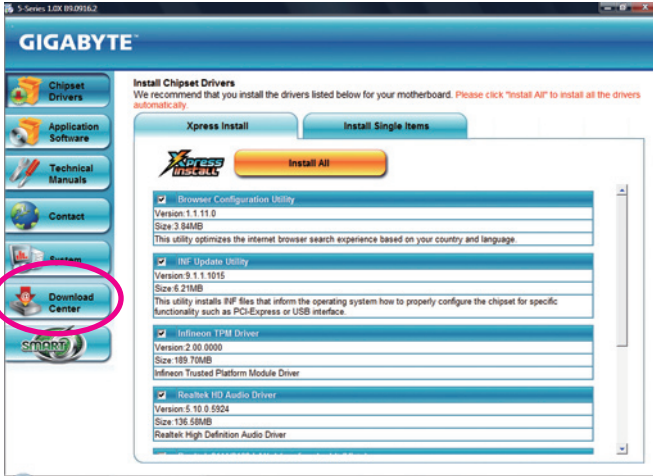 5-Series 1.0X B9.0916.2
GIGABYTE™
Chipset
Drivers
Application
Software
Technical
Manuals
Contact
System
Download
Center
SMART
Install Chipset Drivers
We recommend that you install the drivers listed below for your motherboard. Please click "Install All" to install all the drivers
automatically.
Xpress Install
Install Single Items
Xpress
Install
Install All
Browser Configuration Utility
Version:1.1.11.0
Size:3.84MB
This utility optimizes the internet browser search experience based on your country and language.
INF Update Utility
Version:9.1.1.1015
Size:6.21MB
This utility installs INF files that inform the operating system how to properly configure the chipset for specific
functionality such as PCI-Express or USB interface.
Infineon TPM Driver
Version:2.00.0000
Size:189.70MB
Infineon Trusted Platform Module Driver
Realtek HD Audio Driver
Version:5.10.0.5924
Size:136.58MB
Realtek High Definition Audio Driver